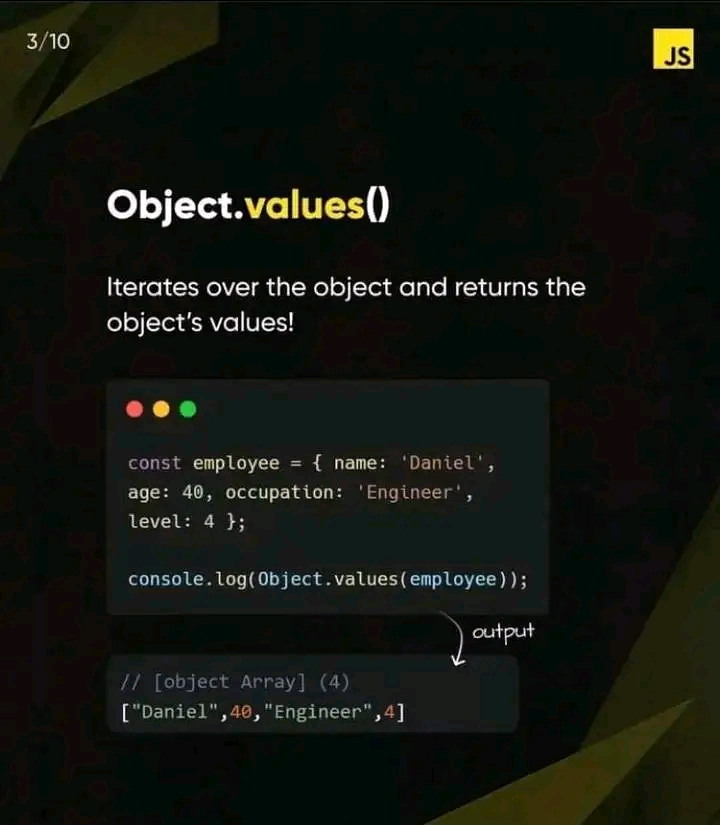 3/10
JS
Object.values()
Iterates over the object and returns the
object's values!
const employee = { name: 'Daniel',
age: 40, occupation: 'Engineer',
level: 4 };
console.log(Object.values(employee));
output
// [object Array] (4)
["Daniel",40,"Engineer",4]